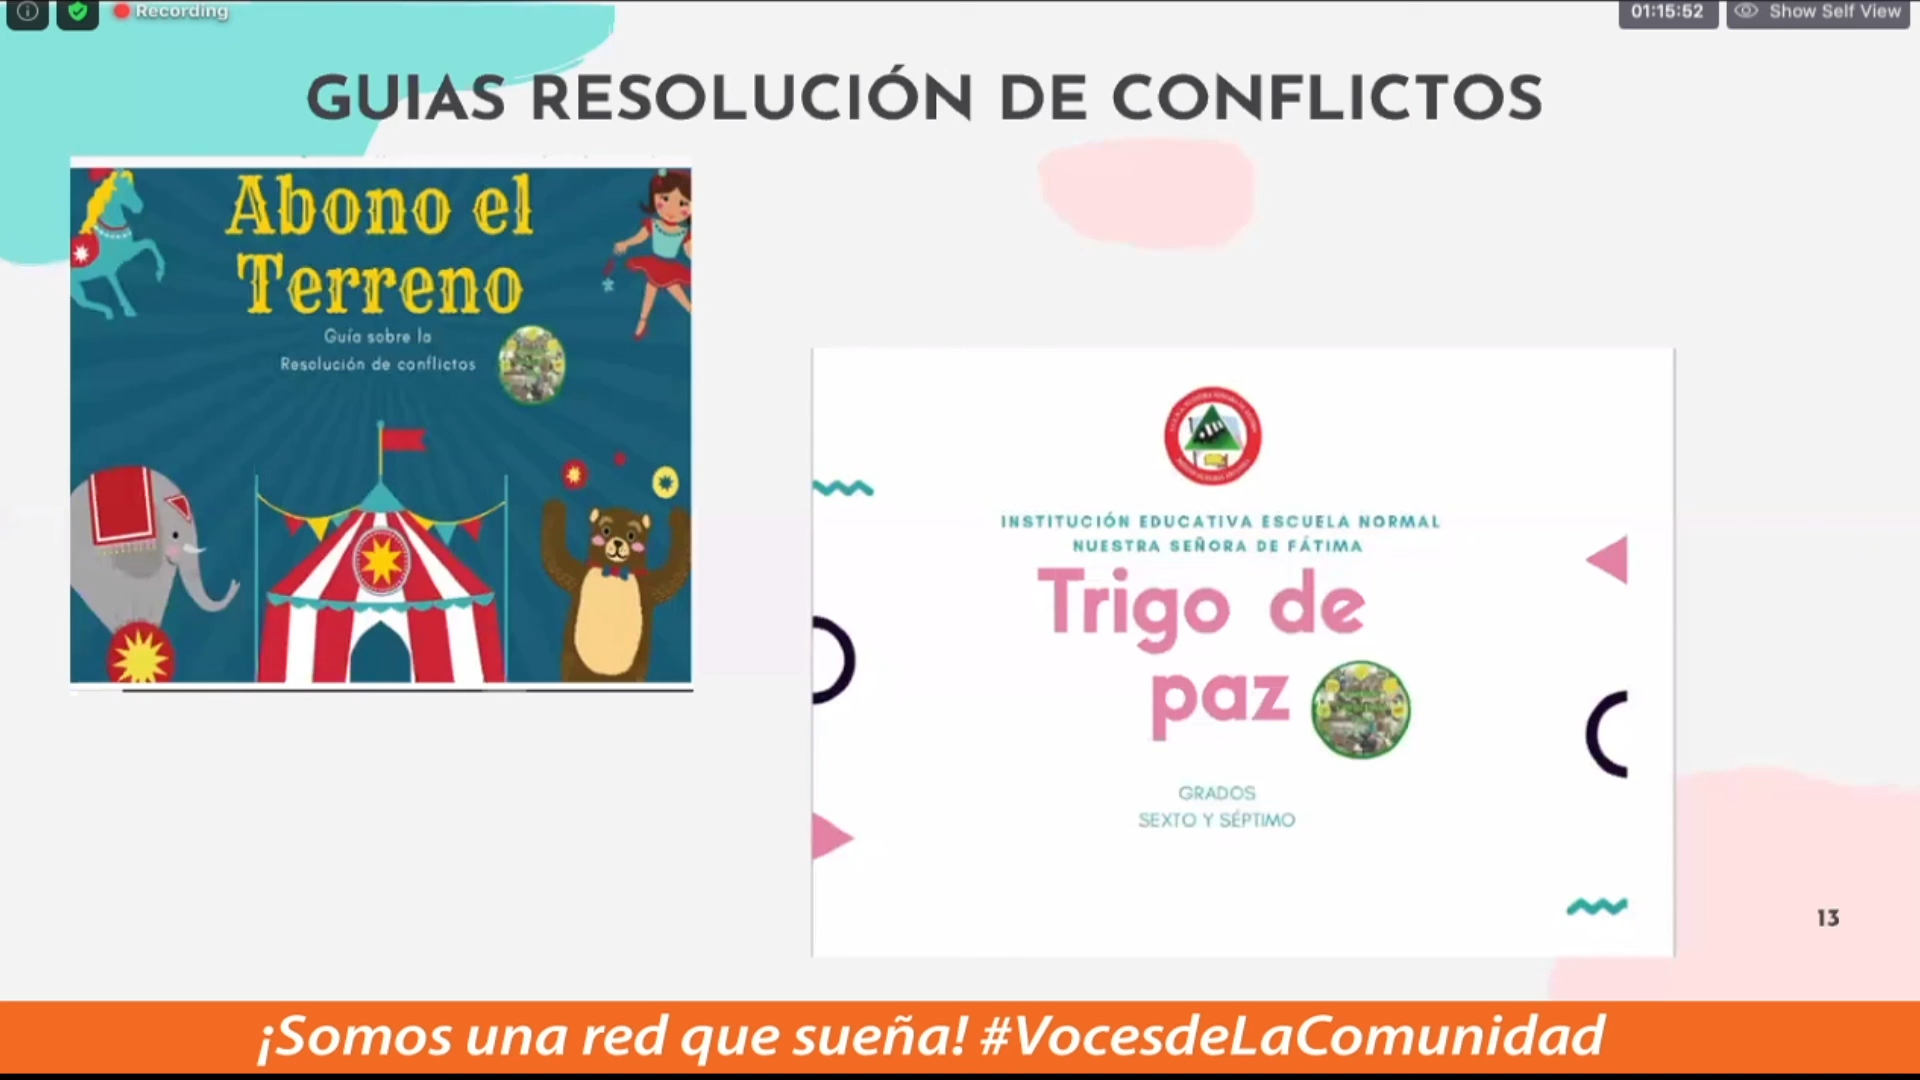 Recording
01:15:52
Show Self View
GUIAS RESOLUCIÓN DE CONFLICTOS
Abono el
Terreno
Guía sobre la
Resolución de conflictos
INSTITUCIÓN EDUCATIVA ESCUELA NORMAL
NUESTRA SEÑORA DE FÁTIMA
Trigo de
paz
GRADOS
SEXTO Y SÉPTIMO
13
¡Somos una red que sueña! #VocesdeLaComunidad